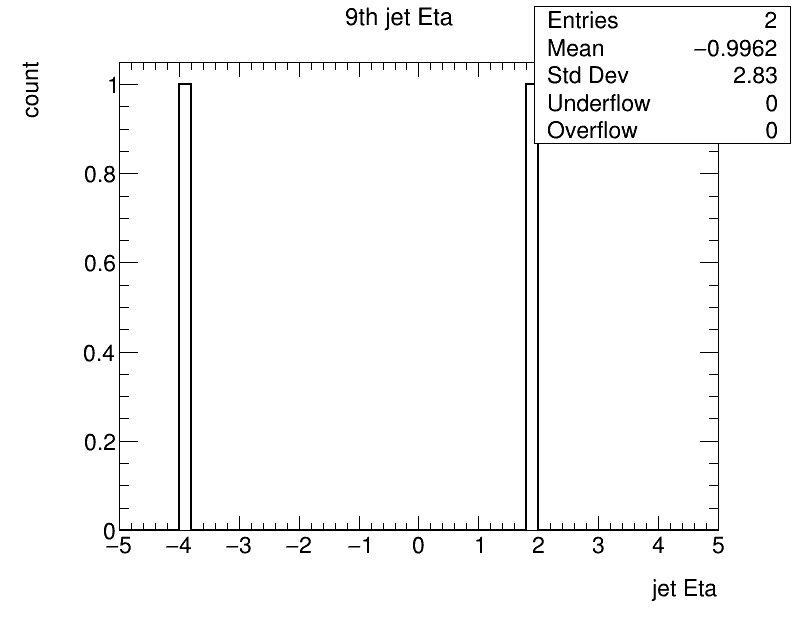 9th jet Eta
Entries 2
Mean −0.9962
Std Dev 2.83
Underflow 0
Overflow 0
count
1
0.8
0.6
0.4
0.2
0
−5 −4 −3 −2 −1 0 1 2 3 4 5
jet Eta